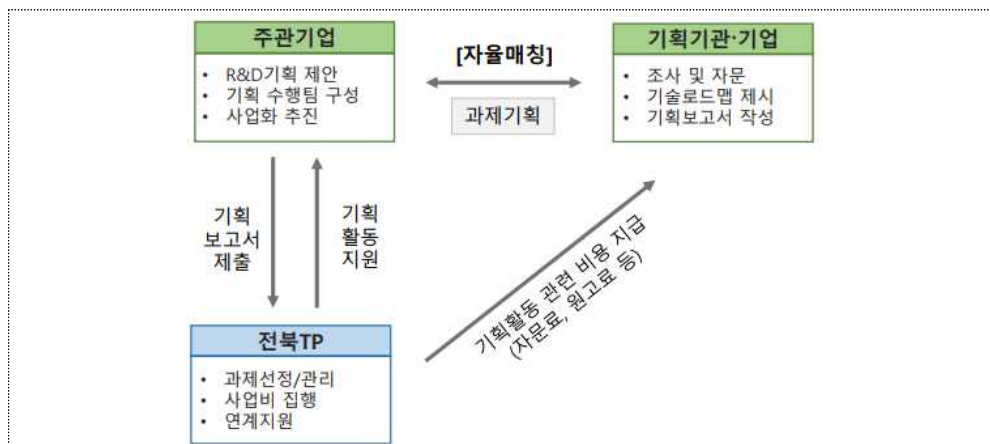 주관기업
• R&D기획 제안
• 기획 수행팀 구성
• 사업화 추진
[자율매칭]
과제기획
기획기관·기업
• 조사 및 자문
• 기술로드맵 제시
• 기획보고서 작성
기획
보고서
제출
기획
활동
지원
기획활동 관련 비용 지급
(자문료, 원고료 등)
전북TP
• 과제선정/관리
• 사업비 집행
• 연계지원